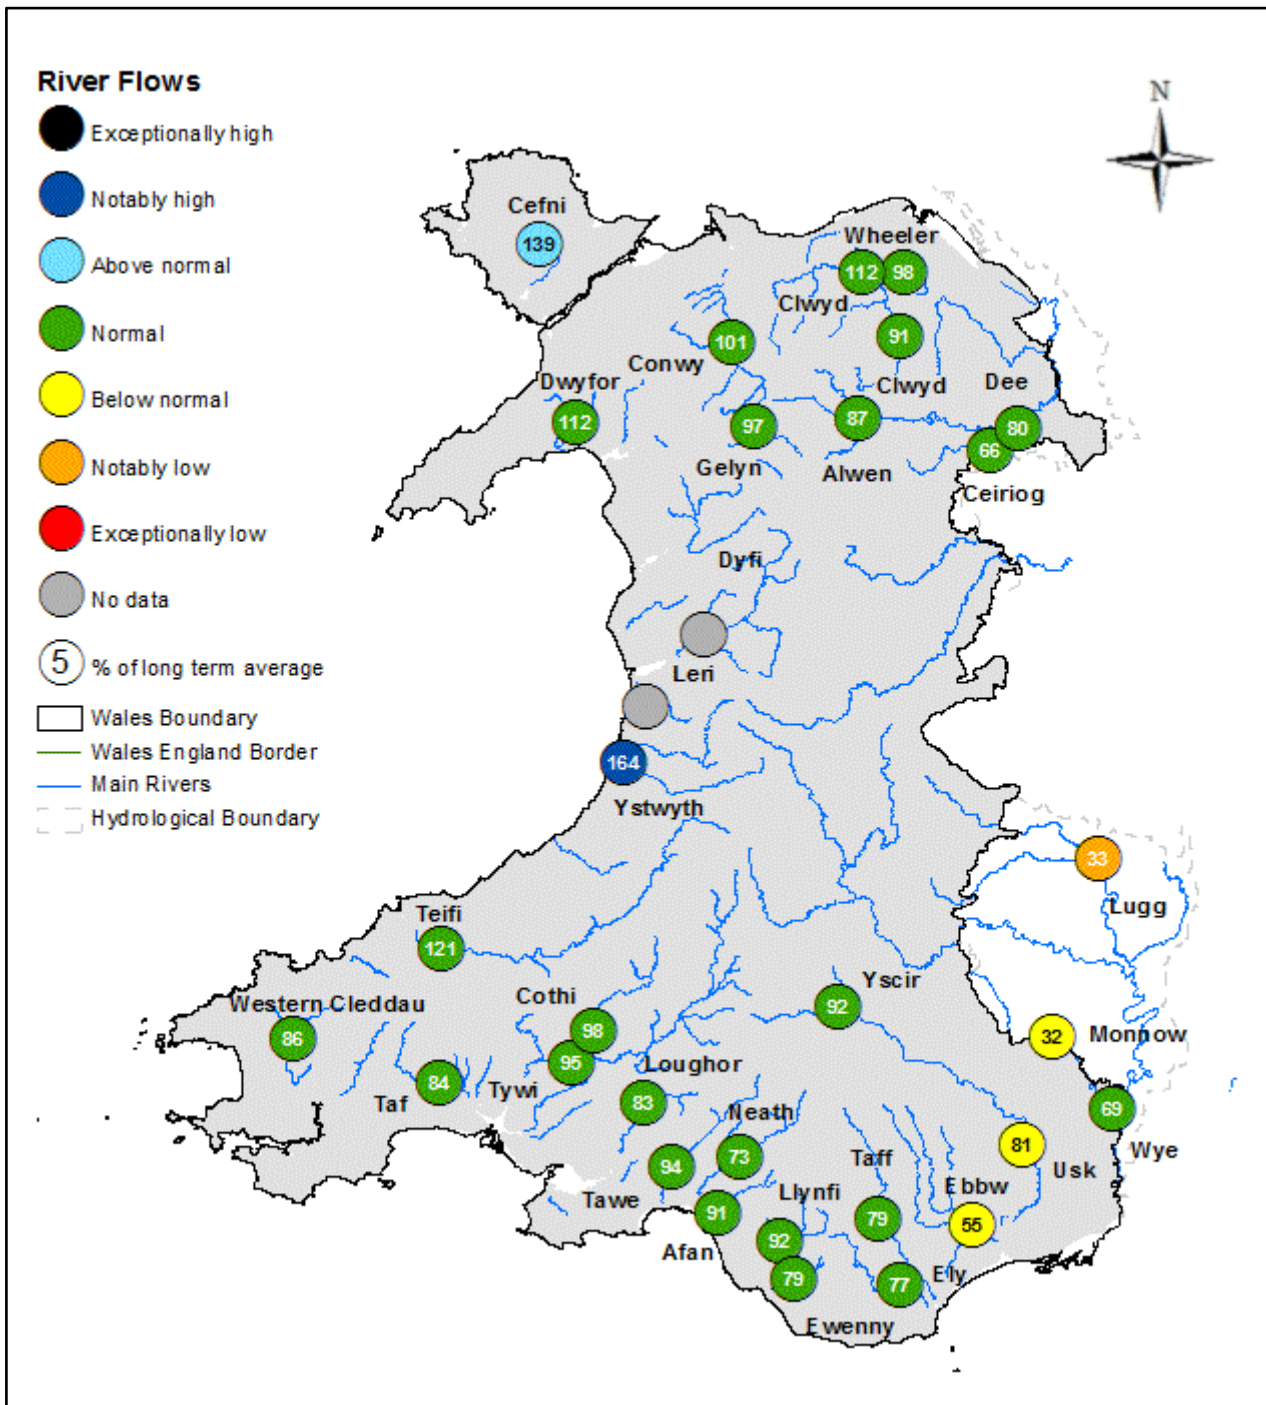 River Flows
Exceptionally high
Notably high
Above normal
Normal
Below normal
Notably low
Exceptionally low
No data
5 % of long term average
Wales Boundary
Wales England Border
Main Rivers
Hydrological Boundary
N
Cefni
139
Wheeler
112
98
Clwyd
91
Clwyd
101
Conwy
Dee
Dwyfor
112
97
Gelyn
87
Alwen
80
66
Ceiriog
Dyfi
Leri
164
Ystwyth
33
Lugg
Teifi
121
Western Cleddau
86
Cothi
98
95
Tywi
Yscir
92
32
Monnow
84
Taf
Loughor
83
69
Wye
Neath
73
94
Tawe
81
Usk
Taff
79
Ebbw
55
Llynfi
92
91
Afan
79
Ewenny
77
Ely